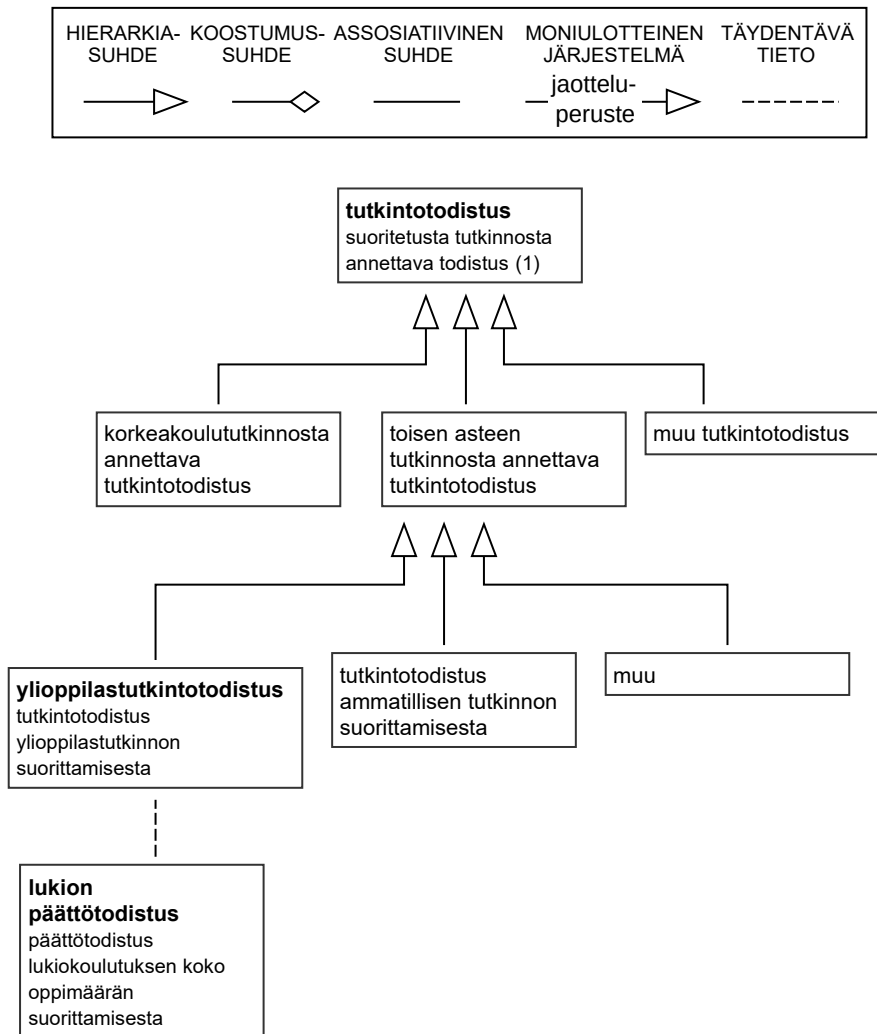 HIERARKIA-
SUHDE
KOOSTUMUS-
SUHDE
ASSOSIATIIVINEN
SUHDE
MONIULOTTEINEN
JÄRJESTELMÄ
jaottelu-
peruste
TÄYDENTÄVÄ
TIETO
tutkintotodistus
suoritetusta tutkinnosta
annettava todistus (1)
korkeakoulututkinnosta
annettava
tutkintotodistus
toisen asteen
tutkinnosta annettava
tutkintotodistus
muu tutkintotodistus
ylioppilastutkintotodistus
tutkintotodistus
ylioppilastutkinnon
suorittamisesta
tutkintotodistus
ammatillisen tutkinnon
suorittamisesta
muu
lukion
päättötodistus
päättötodistus
lukiokoulutuksen koko
oppimäärän
suorittamisesta